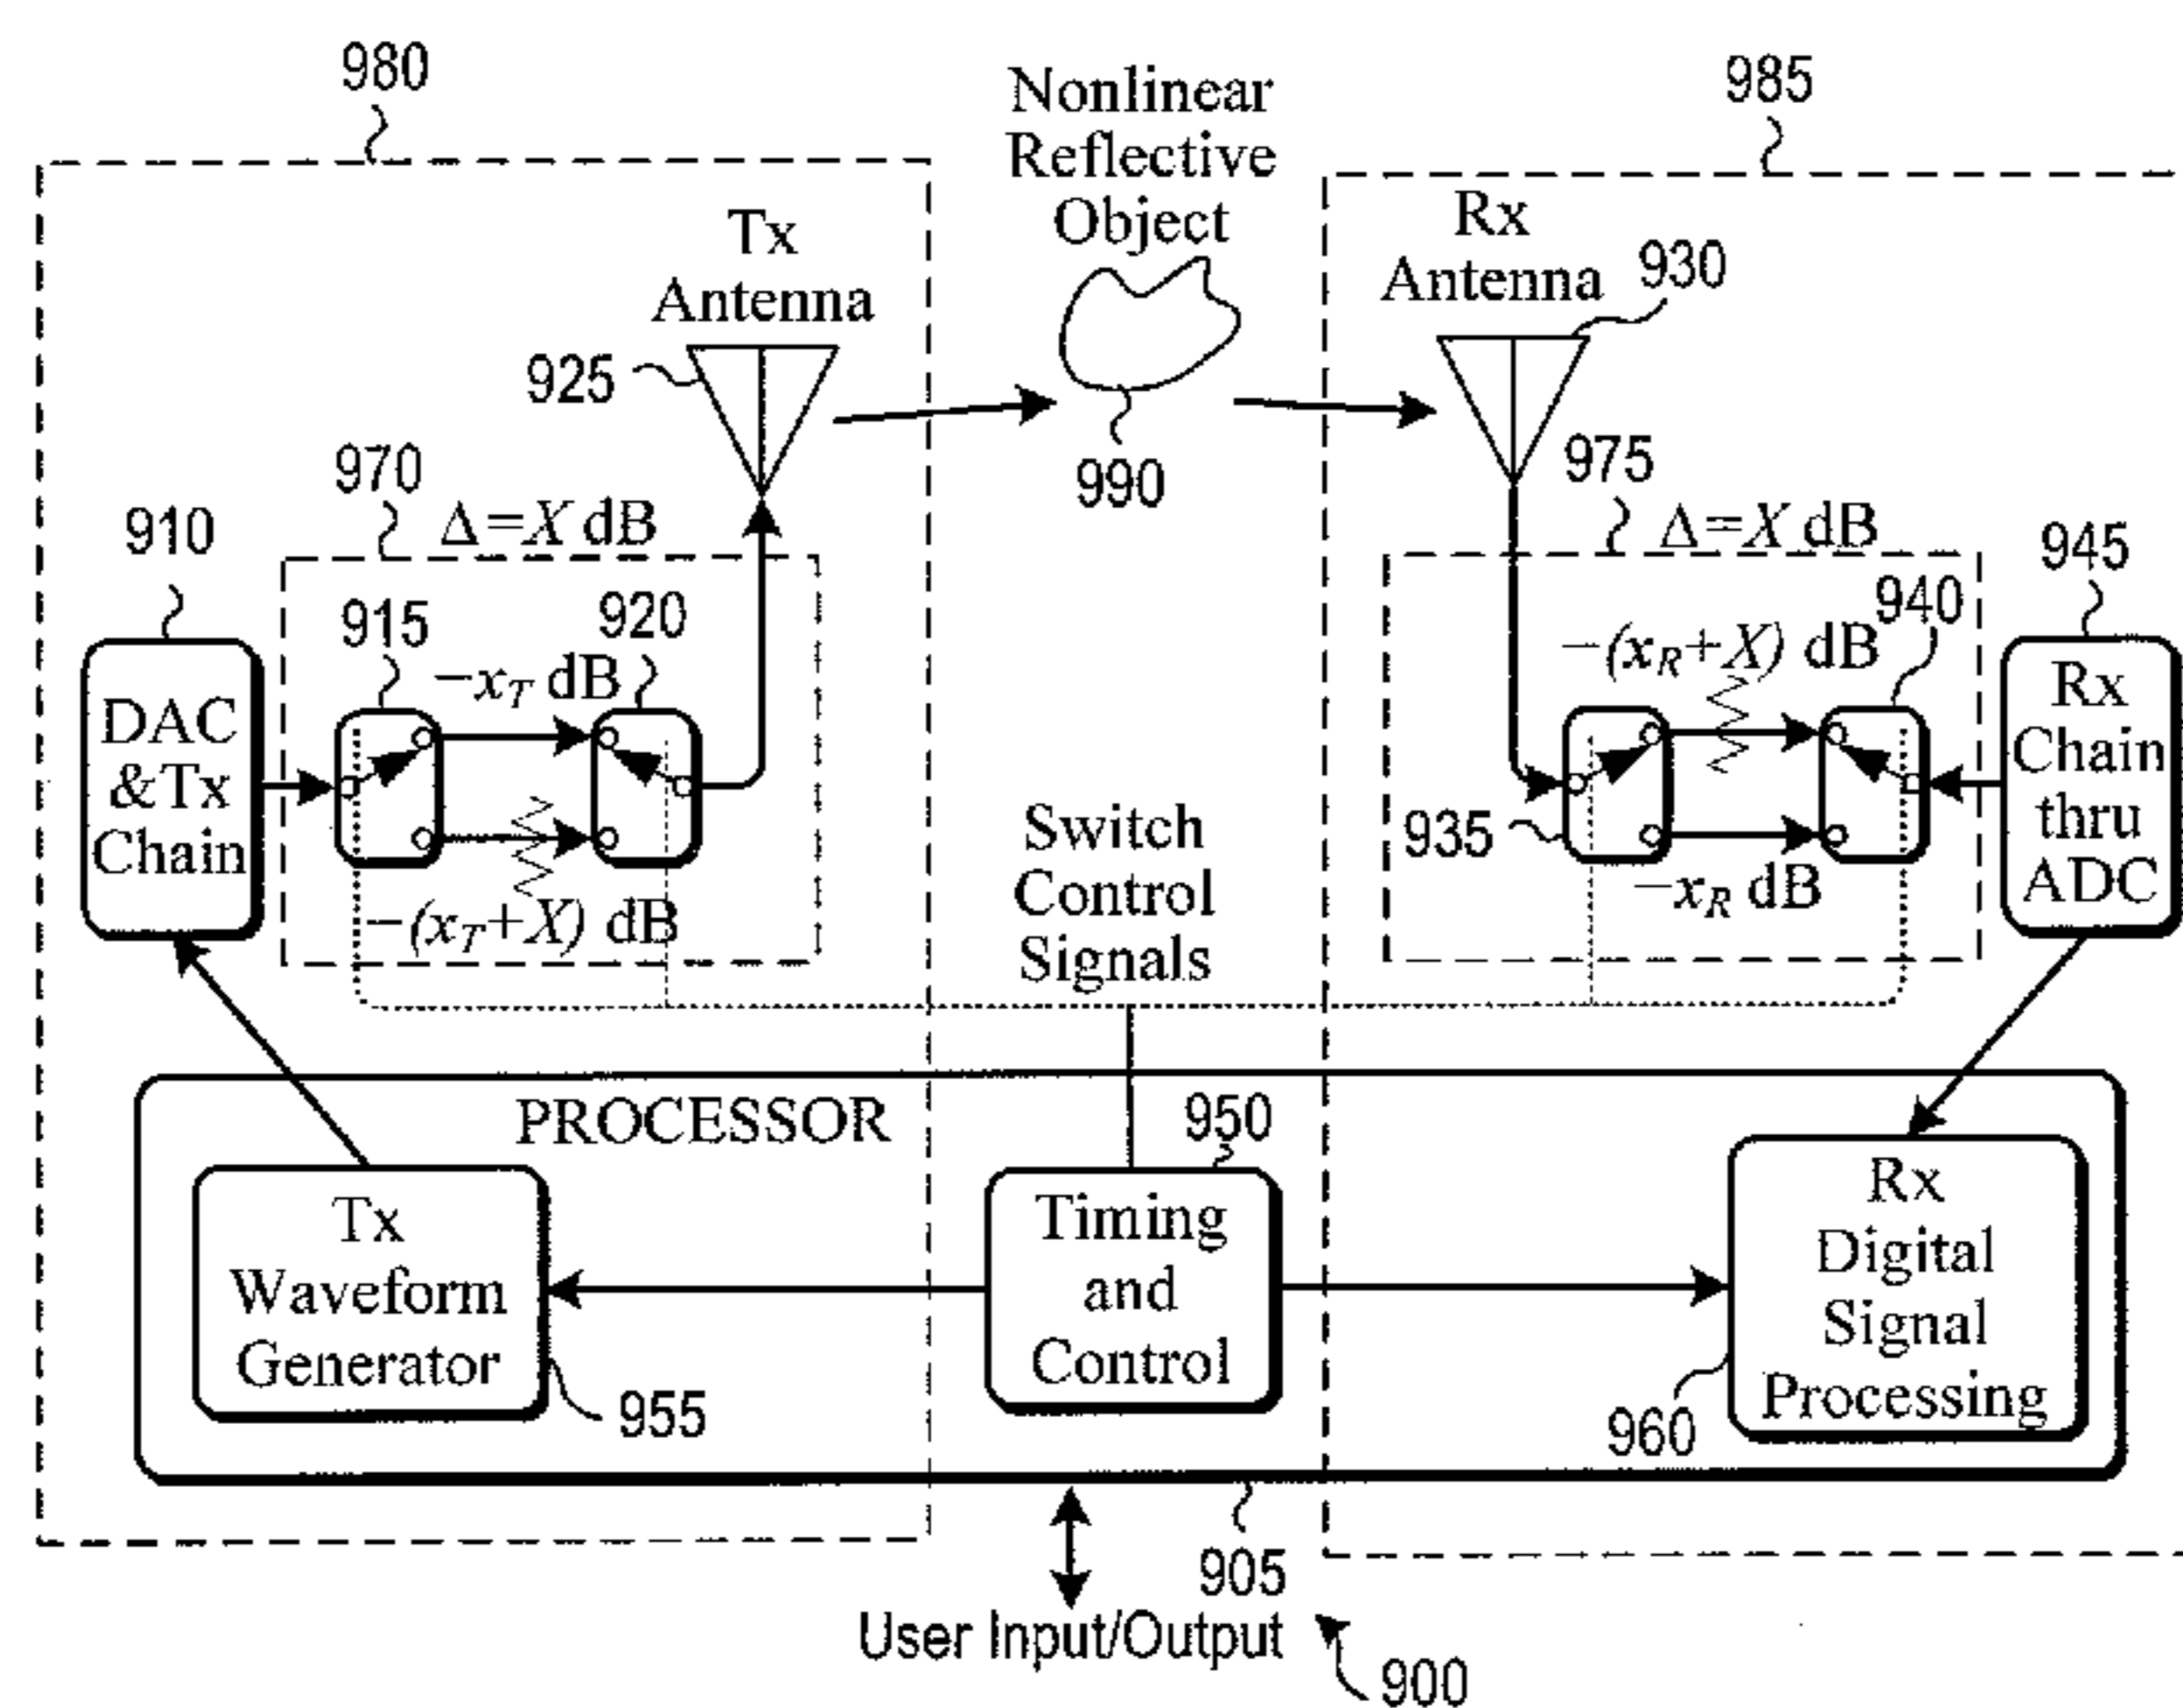 980
Nonlinear
Reflective
Object
985
Tx
Antenna
925
990
Rx
Antenna
930
910
970
Δ=X dB
975
Δ=X dB
945
915
920
−x_T dB
−(x_T+X) dB
DAC
&Tx
Chain
Switch
Control
Signals
940
−(x_R+X) dB
935
−x_R dB
Rx
Chain
thru
ADC
PROCESSOR
950
Tx
Waveform
Generator
955
Timing
and
Control
Rx
Digital
Signal
Processing
960
905
User Input/Output
900